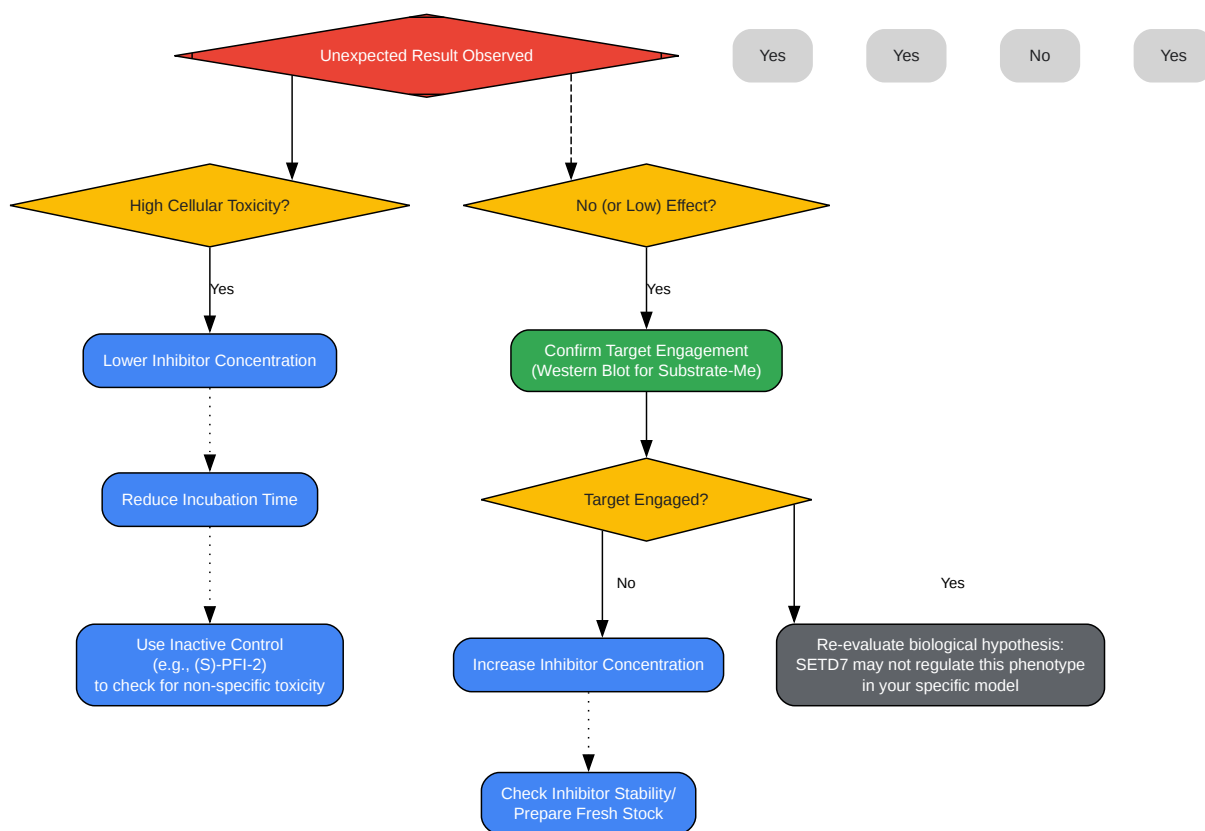 Unexpected Result Observed
Yes
Yes
No
Yes
High Cellular Toxicity?
No (or Low) Effect?
Yes
Yes
Lower Inhibitor Concentration
Confirm Target Engagement
(Western Blot for Substrate-Me)
Reduce Incubation Time
Target Engaged?
No
Yes
Use Inactive Control
(e.g., (S)-PFI-2)
to check for non-specific toxicity
Increase Inhibitor Concentration
Re-evaluate biological hypothesis:
SETD7 may not regulate this phenotype
in your specific model
Check Inhibitor Stability/
Prepare Fresh Stock